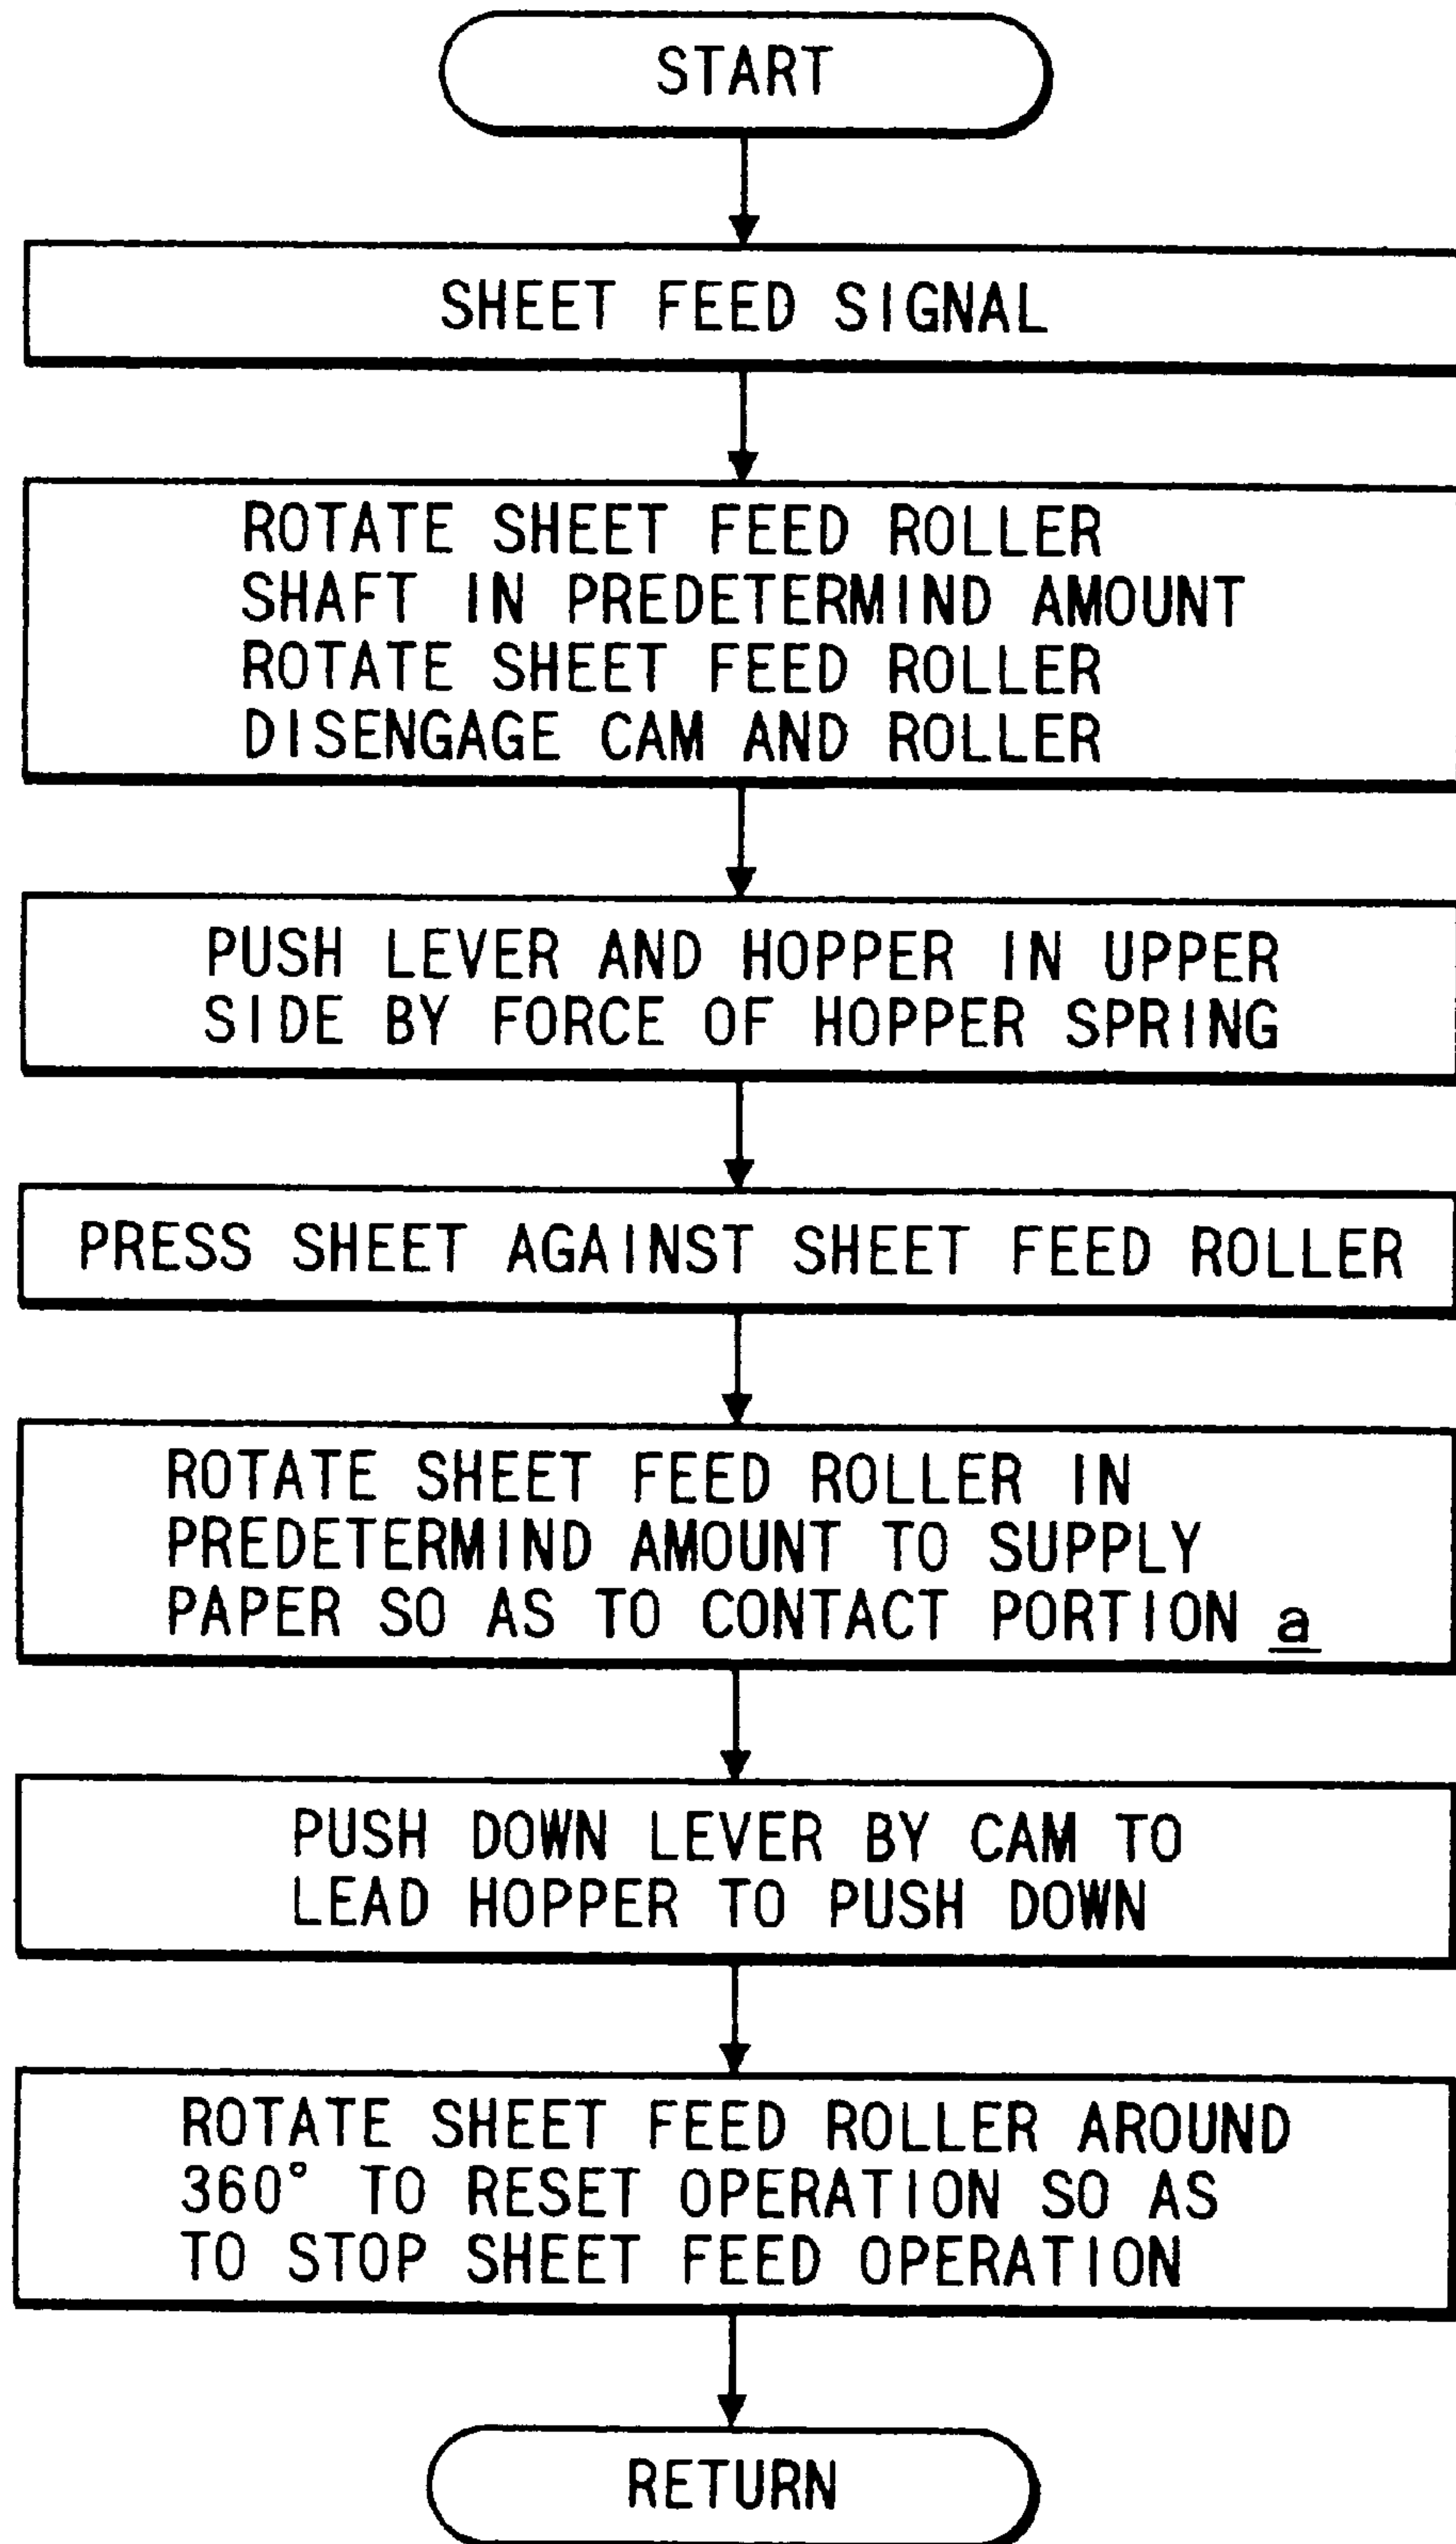 START
SHEET FEED SIGNAL
ROTATE SHEET FEED ROLLER
SHAFT IN PREDETERMIND AMOUNT
ROTATE SHEET FEED ROLLER
DISENGAGE CAM AND ROLLER
PUSH LEVER AND HOPPER IN UPPER
SIDE BY FORCE OF HOPPER SPRING
PRESS SHEET AGAINST SHEET FEED ROLLER
ROTATE SHEET FEED ROLLER IN
PREDETERMIND AMOUNT TO SUPPLY
PAPER SO AS TO CONTACT PORTION a
PUSH DOWN LEVER BY CAM TO
LEAD HOPPER TO PUSH DOWN
ROTATE SHEET FEED ROLLER AROUND
360° TO RESET OPERATION SO AS
TO STOP SHEET FEED OPERATION
RETURN